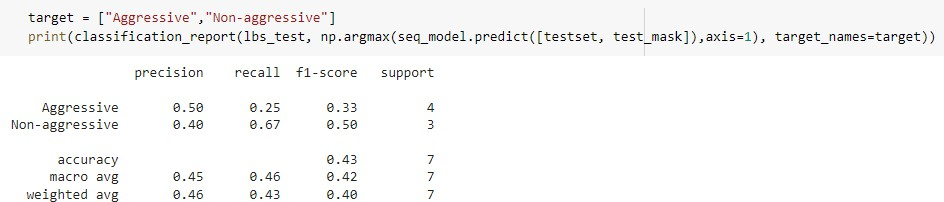 target = ["Aggressive","Non-aggressive"]
print(classification_report(lbs_test, np.argmax(seq_model.predict([testset, test_mask]),axis=1), target_names=target))
precision recall f1-score support
Aggressive 0.50 0.25 0.33 4
Non-aggressive 0.40 0.67 0.50 3
accuracy 0.43 7
macro avg 0.45 0.46 0.42 7
weighted avg 0.46 0.43 0.40 7